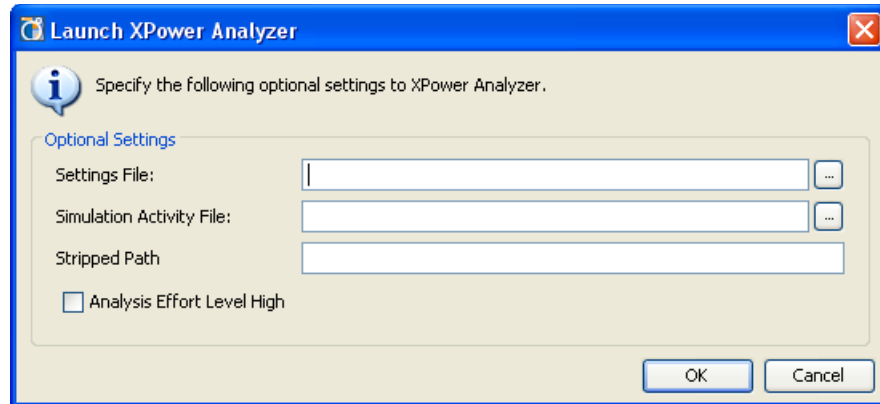 Launch XPower Analyzer
Specify the following optional settings to XPower Analyzer.
Optional Settings
Settings File:
...
Simulation Activity File:
...
Stripped Path
Analysis Effort Level High
OK
Cancel